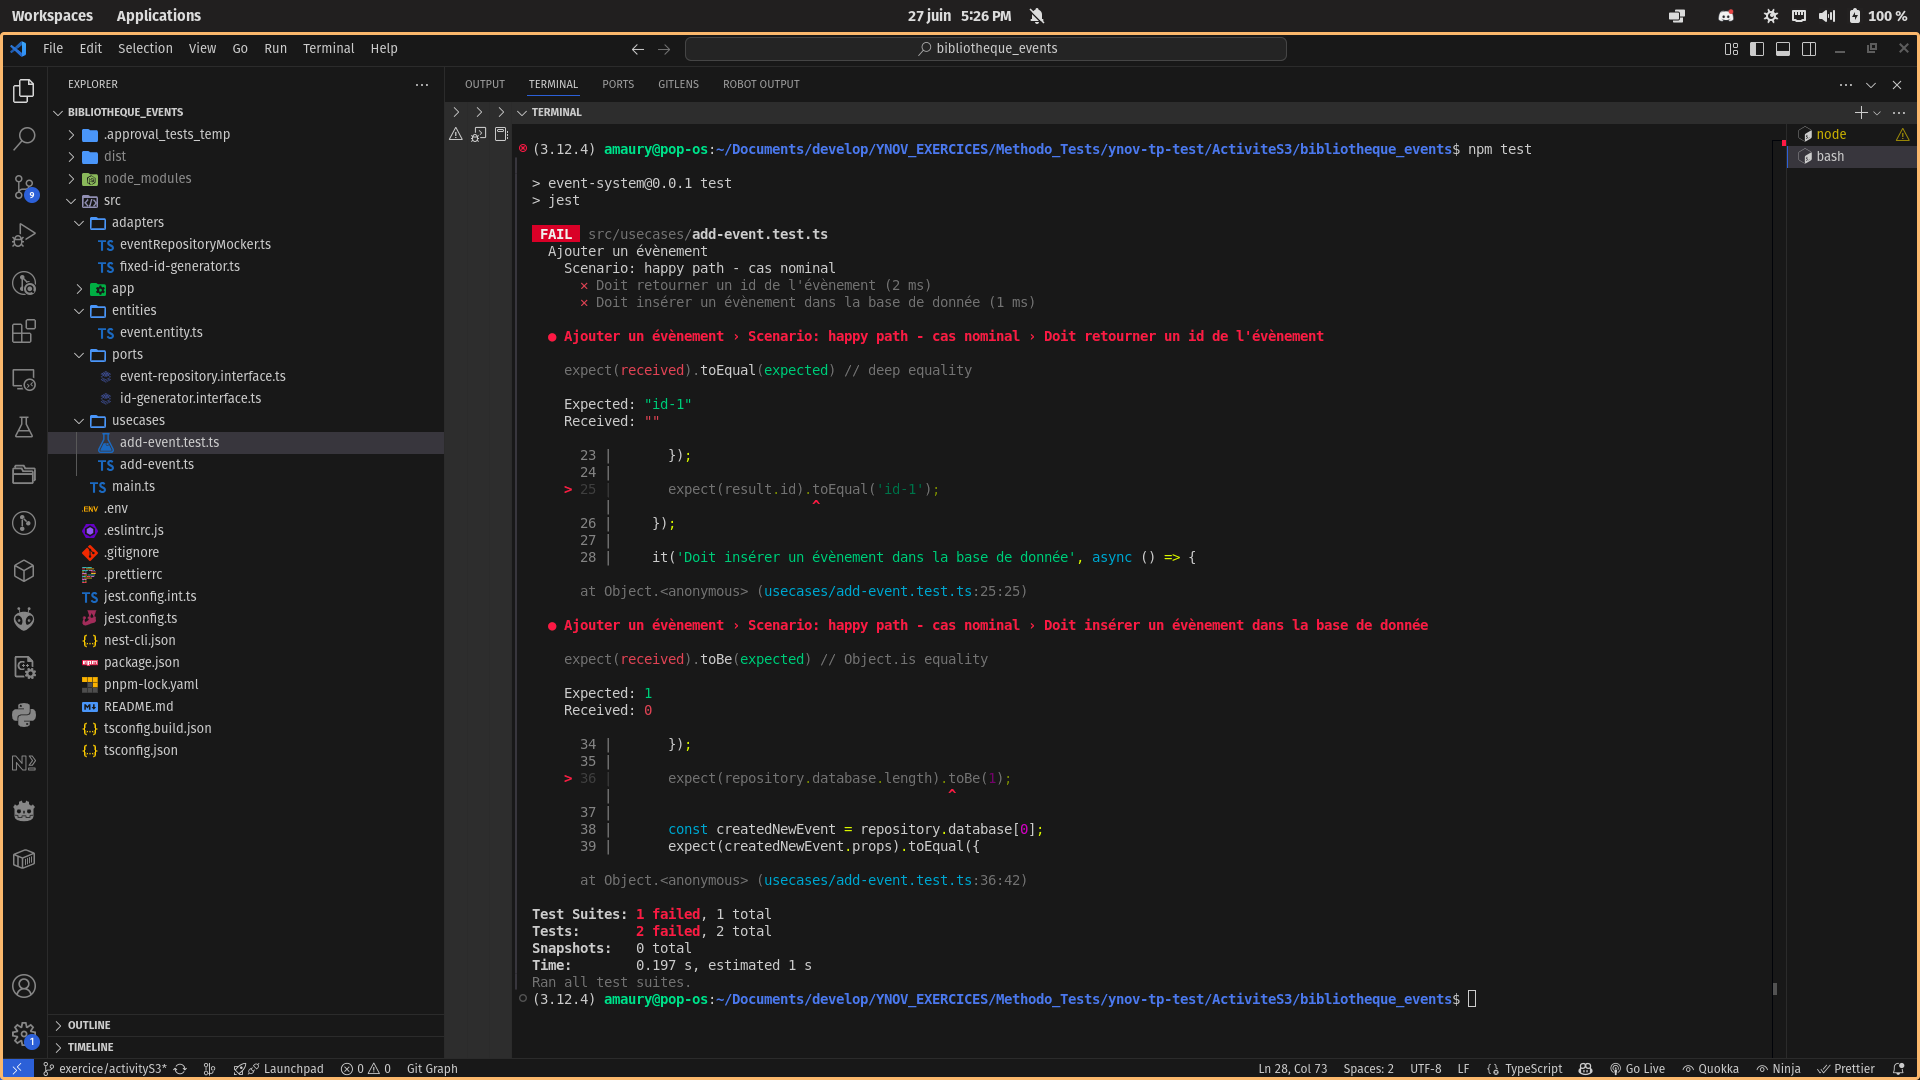 Workspaces Applications 27 juin 5:26 PM 100 %
File Edit Selection View Go Run Terminal Help bibliotheque_events
EXPLORER
BIBLIOTHEQUE_EVENTS
.approval_tests_temp
dist
node_modules
src
adapters
TS eventRepositoryMocker.ts
TS fixed-id-generator.ts
app
entities
TS event.entity.ts
ports
event-repository.interface.ts
id-generator.interface.ts
usecases
add-event.test.ts
TS add-event.ts
TS main.ts
.ENV .env
.eslintrc.js
.gitignore
.prettierrc
TS jest.config.int.ts
jest.config.ts
{..} nest-cli.json
npm package.json
pnpm-lock.yaml
README.md
{..} tsconfig.build.json
{..} tsconfig.json
OUTLINE
TIMELINE
9
1
OUTPUT TERMINAL PORTS GITLENS ROBOT OUTPUT
TERMINAL
node
bash
(3.12.4) amaury@pop-os:~/Documents/develop/YNOV_EXERCICES/Methodo_Tests/ynov-tp-test/ActiviteS3/bibliotheque_events$ npm test
> event-system@0.0.1 test
> jest
FAIL src/usecases/add-event.test.ts
Ajouter un évènement
Scenario: happy path - cas nominal
× Doit retourner un id de l'évènement (2 ms)
× Doit insérer un évènement dans la base de donnée (1 ms)
● Ajouter un évènement › Scenario: happy path - cas nominal › Doit retourner un id de l'évènement
expect(received).toEqual(expected) // deep equality
Expected: "id-1"
Received: ""
23 | });
24 |
> 25 | expect(result.id).toEqual('id-1');
| ^
26 | });
27 |
28 | it('Doit insérer un évènement dans la base de donnée', async () => {
at Object.<anonymous> (usecases/add-event.test.ts:25:25)
● Ajouter un évènement › Scenario: happy path - cas nominal › Doit insérer un évènement dans la base de donnée
expect(received).toBe(expected) // Object.is equality
Expected: 1
Received: 0
34 | });
35 |
> 36 | expect(repository.database.length).toBe(1);
| ^
37 |
38 | const createdNewEvent = repository.database[0];
39 | expect(createdNewEvent.props).toEqual({
at Object.<anonymous> (usecases/add-event.test.ts:36:42)
Test Suites: 1 failed, 1 total
Tests: 2 failed, 2 total
Snapshots: 0 total
Time: 0.197 s, estimated 1 s
Ran all test suites.
(3.12.4) amaury@pop-os:~/Documents/develop/YNOV_EXERCICES/Methodo_Tests/ynov-tp-test/ActiviteS3/bibliotheque_events$
exercice/activityS3* Launchpad 0 0 Git Graph Ln 28, Col 73 Spaces: 2 UTF-8 LF TypeScript Go Live Quokka Ninja Prettier